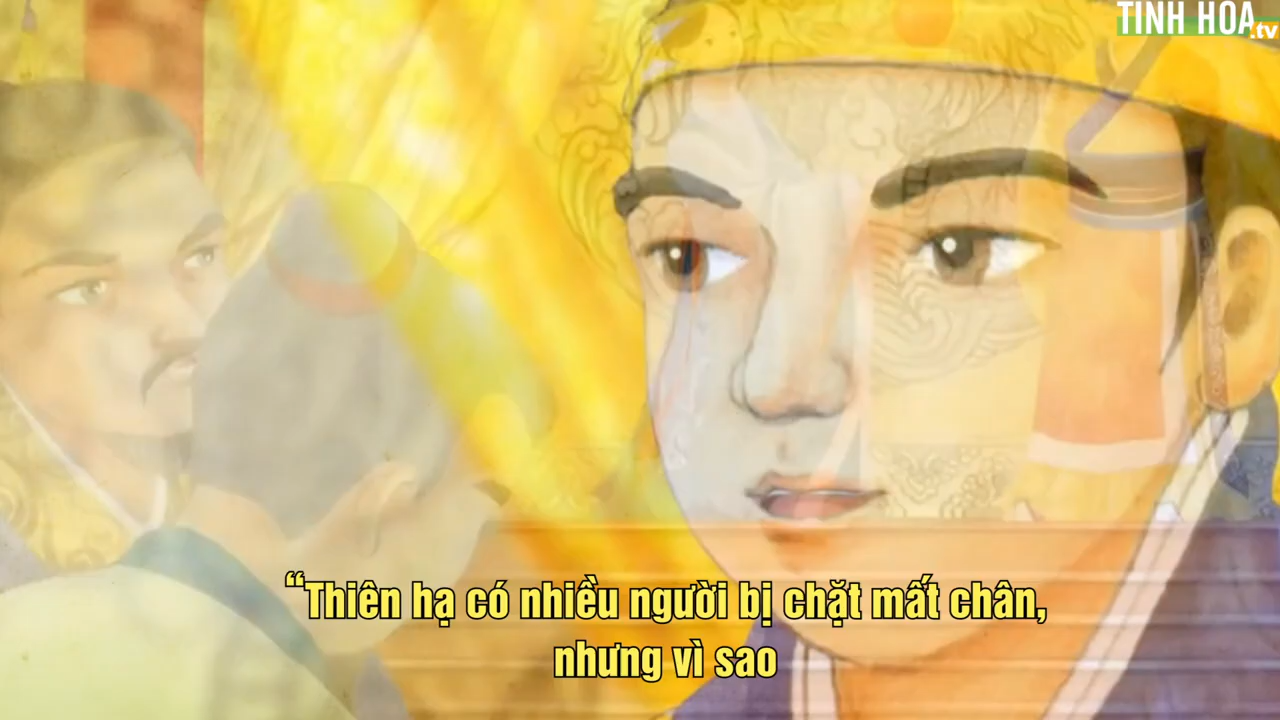 TINH HOA
.tv
“Thiên hạ có nhiều người bị chặt mất chân,
nhưng vì sao